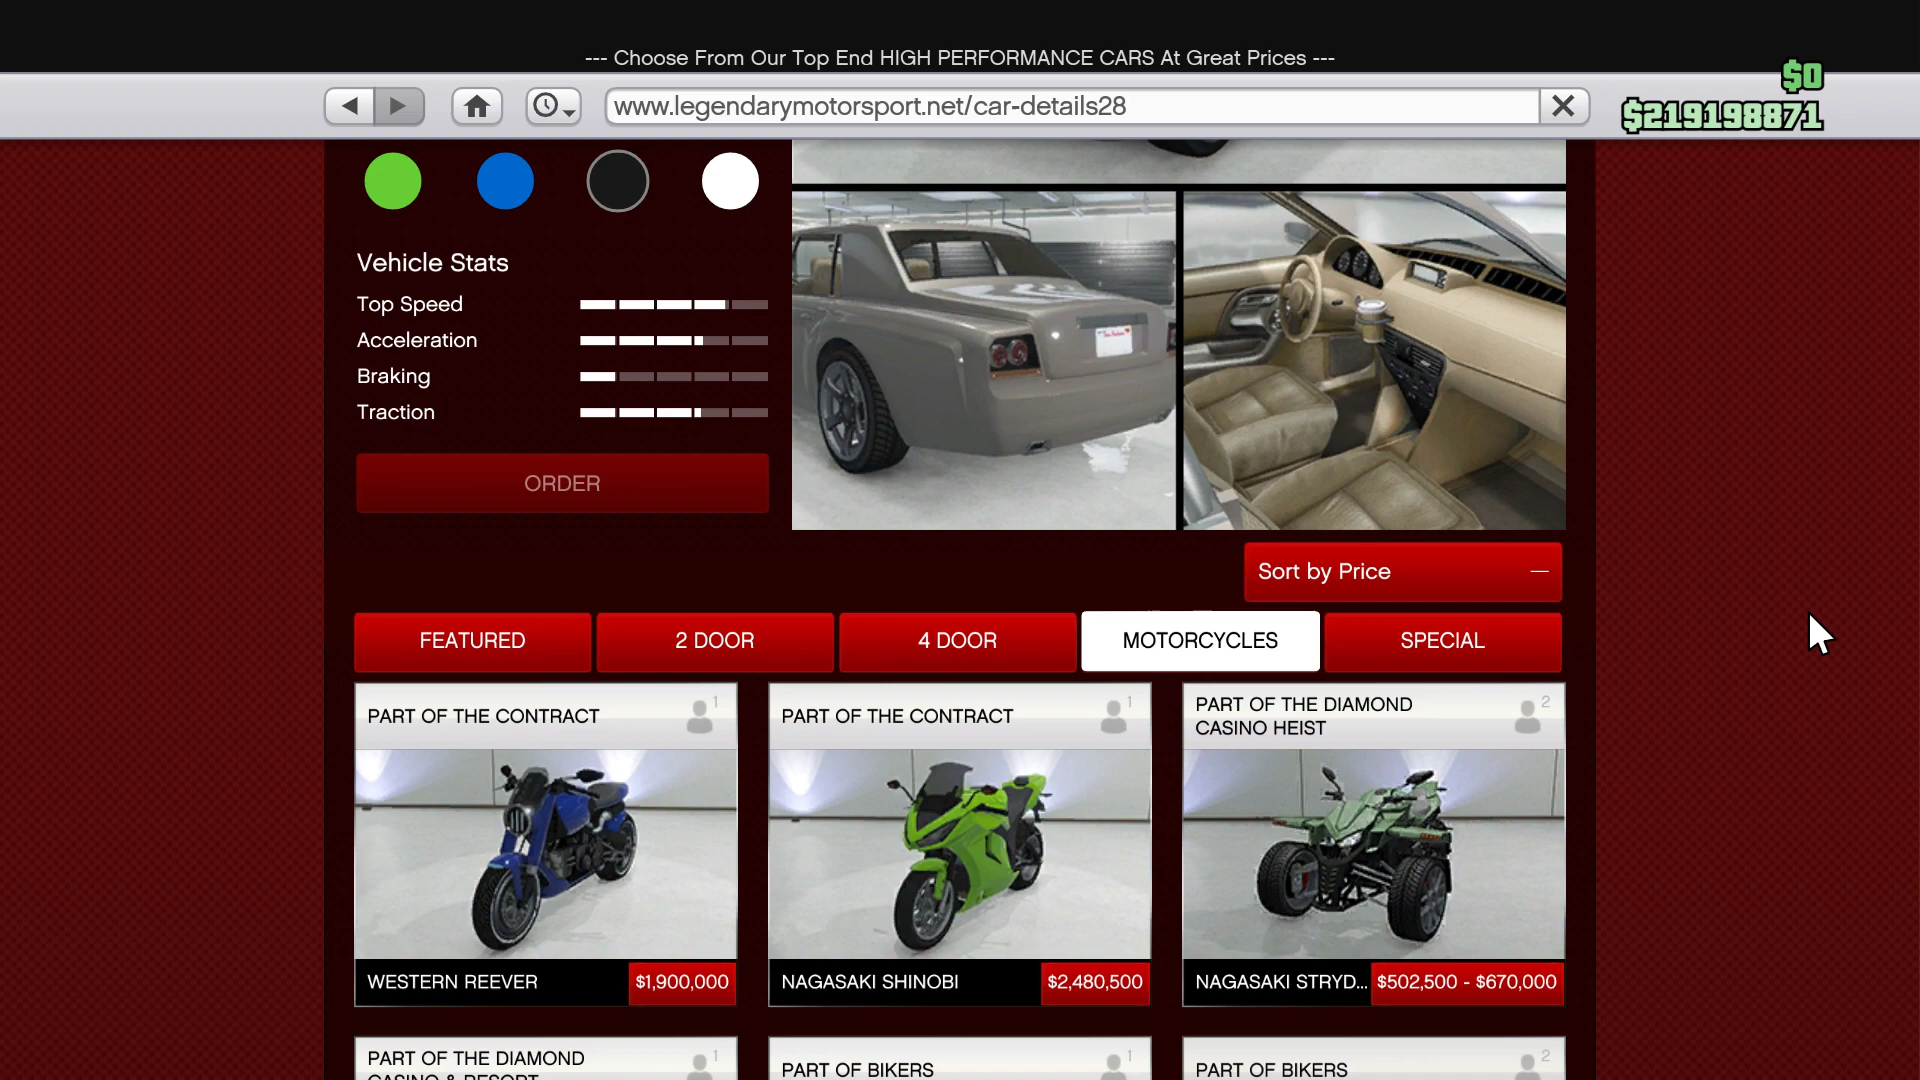 --- Choose From Our Top End HIGH PERFORMANCE CARS At Great Prices ---
$0
www.legendarymotorsport.net/car-details28
$219198871
Vehicle Stats
Top Speed
Acceleration
Braking
Traction
ORDER
Sort by Price
FEATURED
2 DOOR
4 DOOR
MOTORCYCLES
SPECIAL
PART OF THE CONTRACT
1
PART OF THE CONTRACT
1
PART OF THE DIAMOND
CASINO HEIST
2
WESTERN REEVER
$1,900,000
NAGASAKI SHINOBI
$2,480,500
NAGASAKI STRYD...
$502,500 - $670,000
PART OF THE DIAMOND
CASINO & RESORT
1
PART OF BIKERS
1
PART OF BIKERS
2